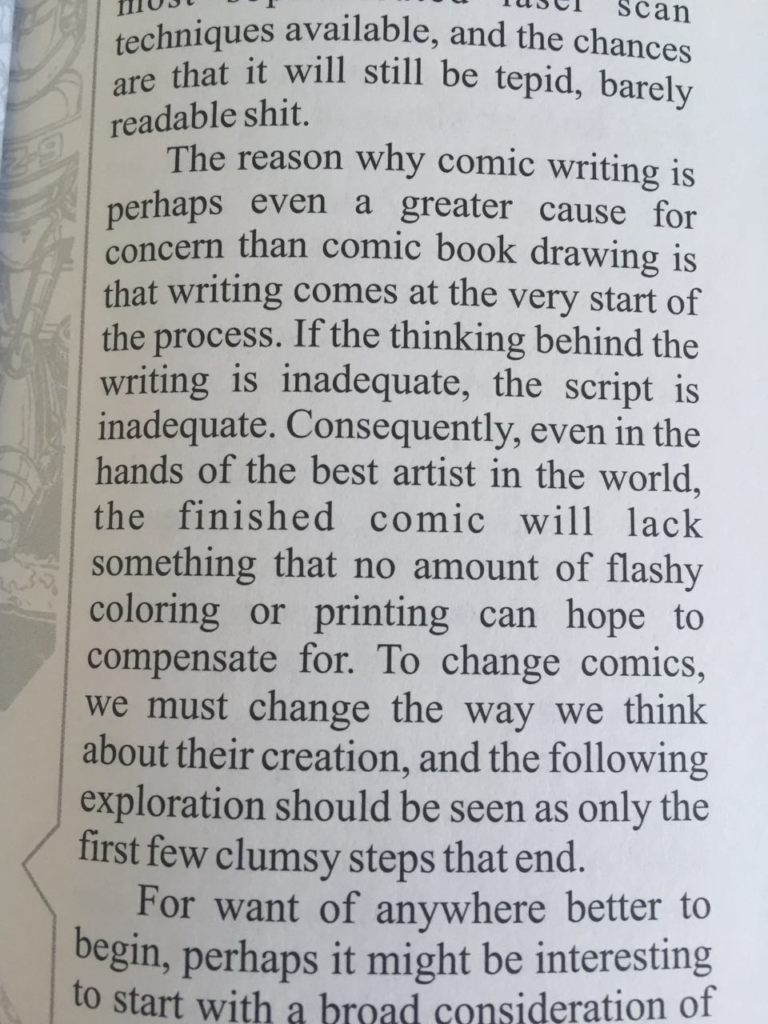 most sophisticated laser scan
techniques available, and the chances
are that it will still be tepid, barely
readable shit.
The reason why comic writing is
perhaps even a greater cause for
concern than comic book drawing is
that writing comes at the very start of
the process. If the thinking behind the
writing is inadequate, the script is
inadequate. Consequently, even in the
hands of the best artist in the world,
the finished comic will lack
something that no amount of flashy
coloring or printing can hope to
compensate for. To change comics,
we must change the way we think
about their creation, and the following
exploration should be seen as only the
first few clumsy steps that end.
For want of anywhere better to
begin, perhaps it might be interesting
to start with a broad consideration of